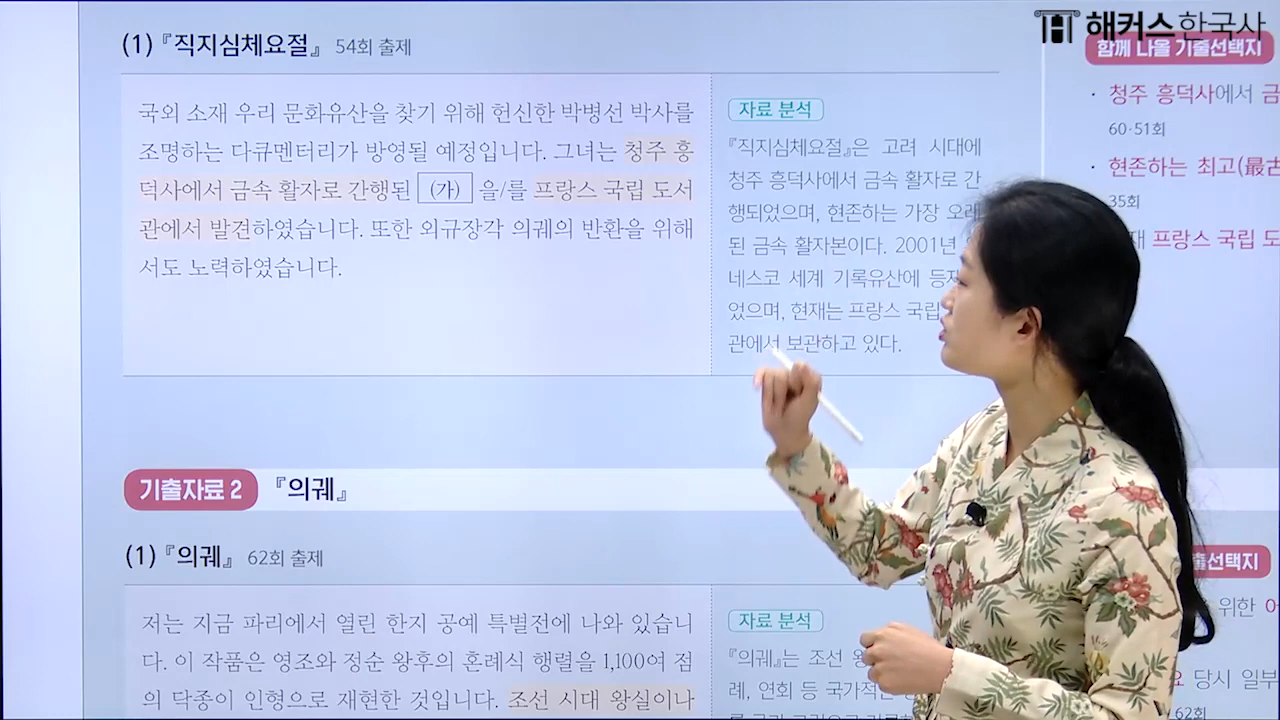 해커스한국사
(1) 『직지심체요절』 54회 출제
국외 소재 우리 문화유산을 찾기 위해 헌신한 박병선 박사를
조명하는 다큐멘터리가 방영될 예정입니다. 그녀는 청주 흥
덕사에서 금속 활자로 간행된 (가) 을/를 프랑스 국립 도서
관에서 발견하였습니다. 또한 외규장각 의궤의 반환을 위해
서도 노력하였습니다.
자료 분석
『직지심체요절』은 고려 시대에
청주 흥덕사에서 금속 활자로 간
행되었으며, 현존하는 가장 오래
된 금속 활자본이다. 2001년
네스코 세계 기록유산에 등재
었으며, 현재는 프랑스 국립
관에서 보관하고 있다.
함께 나올 기출선택지
· 청주 흥덕사에서 금
60·51회
· 현존하는 최고(最古
35회
프랑스 국립 도
기출자료 2 『의궤』
(1) 『의궤』 62회 출제
저는 지금 파리에서 열린 한지 공예 특별전에 나와 있습니
다. 이 작품은 영조와 정순 왕후의 혼례식 행렬을 1,100여 점
의 닥종이 인형으로 재현한 것입니다. 조선 시대 왕실이나
자료 분석
『의궤』는 조선
례, 연회 등 국가적인
출선택지
위한
당시 일부
62회